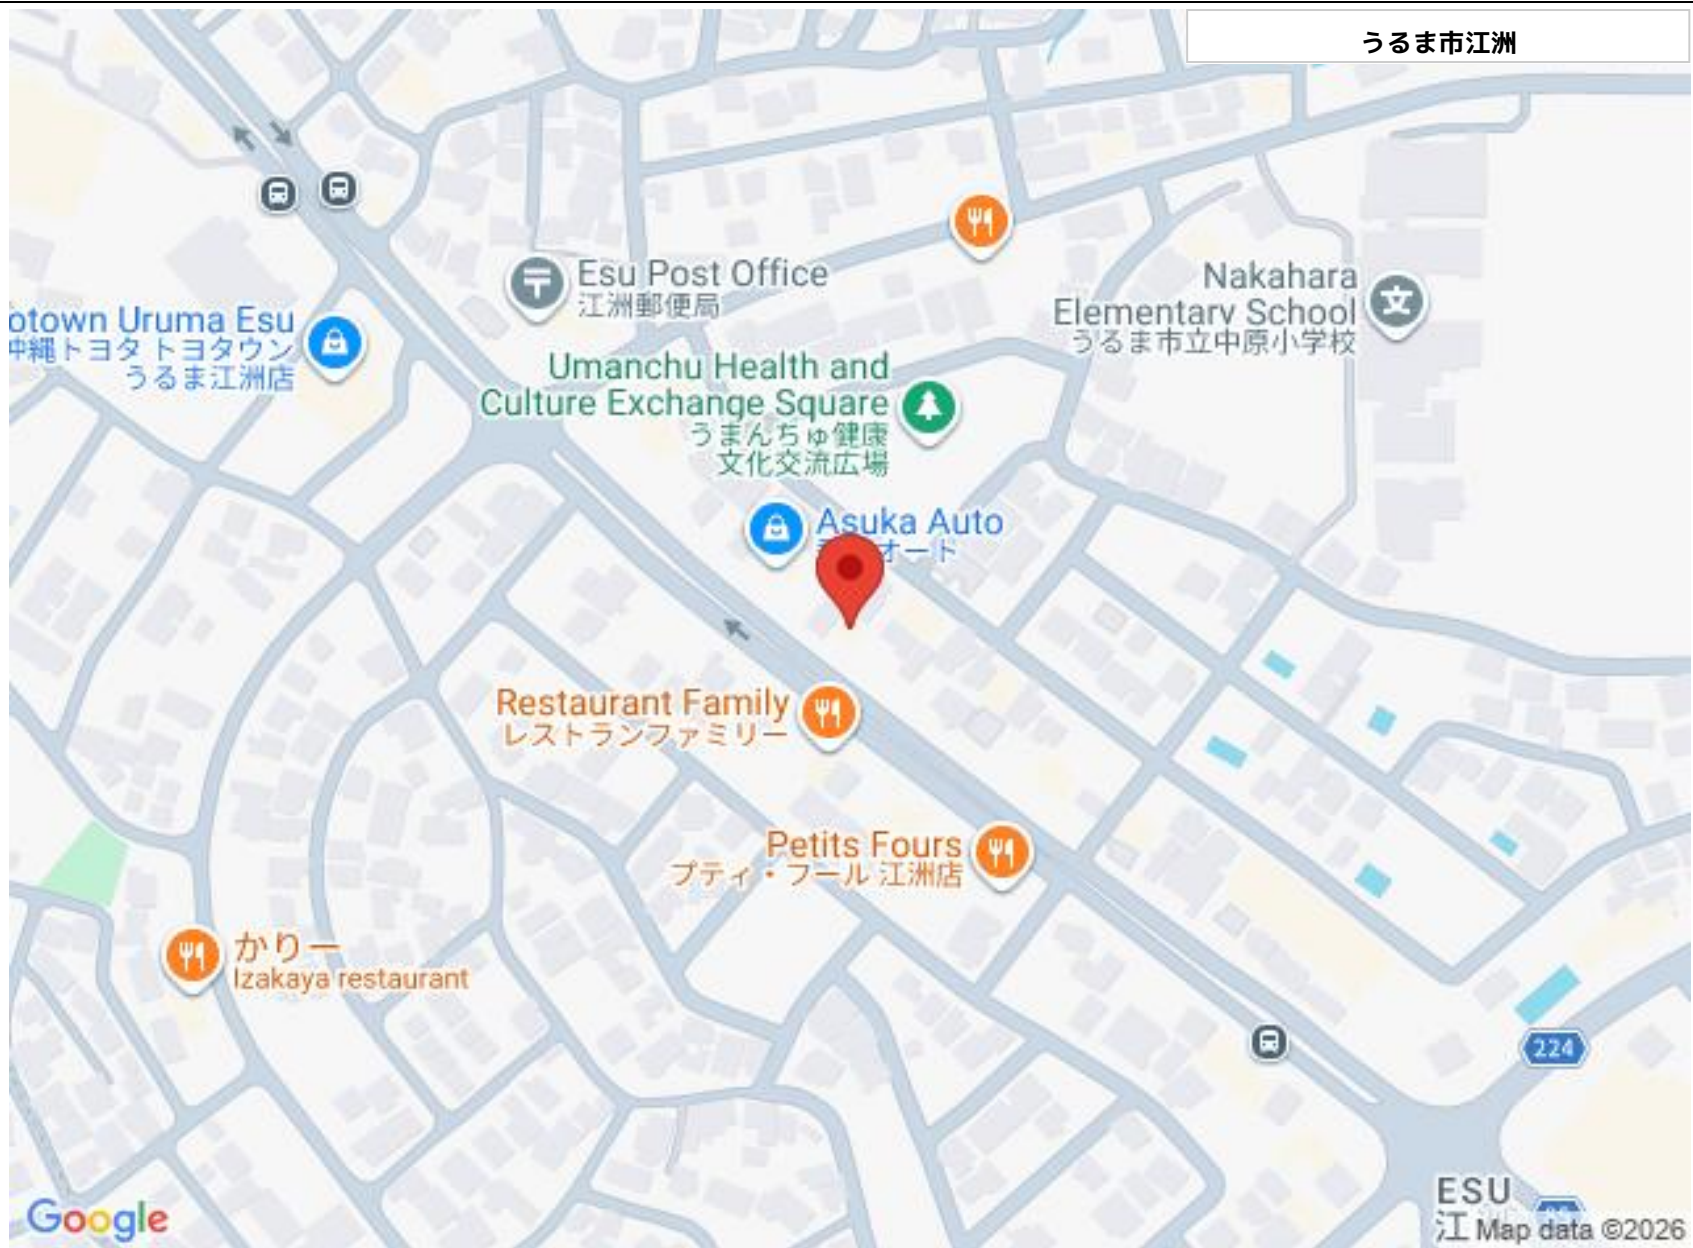 うるま市江洲
Esu Post Office
江洲郵便局
Nakahara
Elementary School
うるま市立中原小学校
otown Uruma Esu
沖縄トヨタ トヨタウン
うるま江洲店
Umanchu Health and
Culture Exchange Square
うまんちゅ健康
文化交流広場
Asuka Auto
オート
Restaurant Family
レストランファミリー
Petits Fours
プティ・フール 江洲店
かりー
Izakaya restaurant
224
ESU
江
Google
Map data ©2026